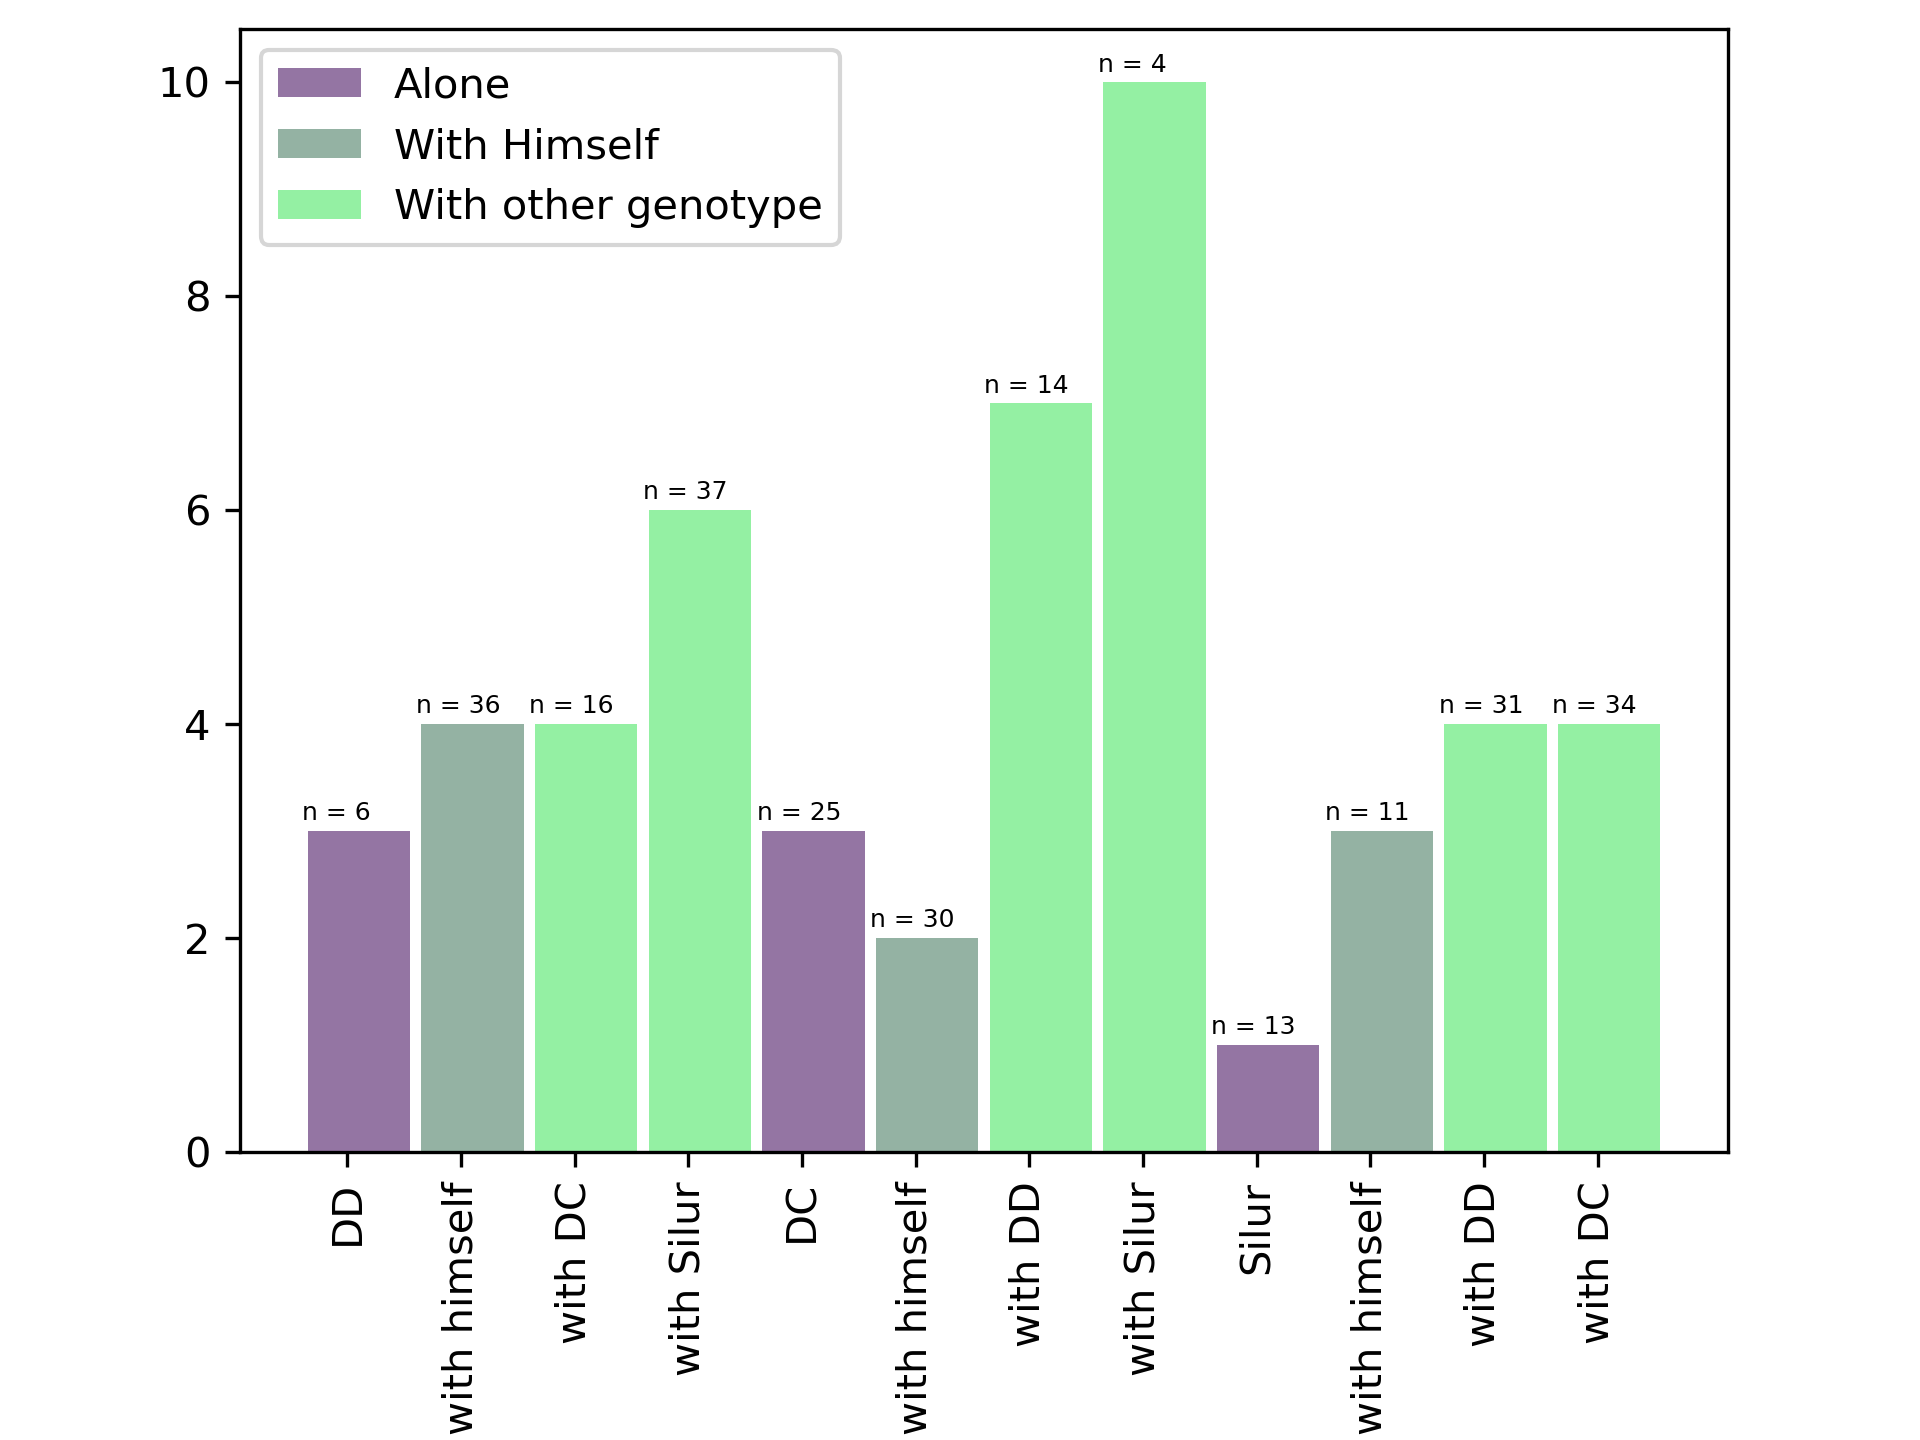 Alone
With Himself
With other genotype
10
8
6
4
2
0
n = 6
n = 36
n = 16
n = 37
n = 25
n = 30
n = 14
n = 4
n = 13
n = 11
n = 31
n = 34
DD
with himself
with DC
with Silur
DC
with himself
with DD
with Silur
Silur
with himself
with DD
with DC